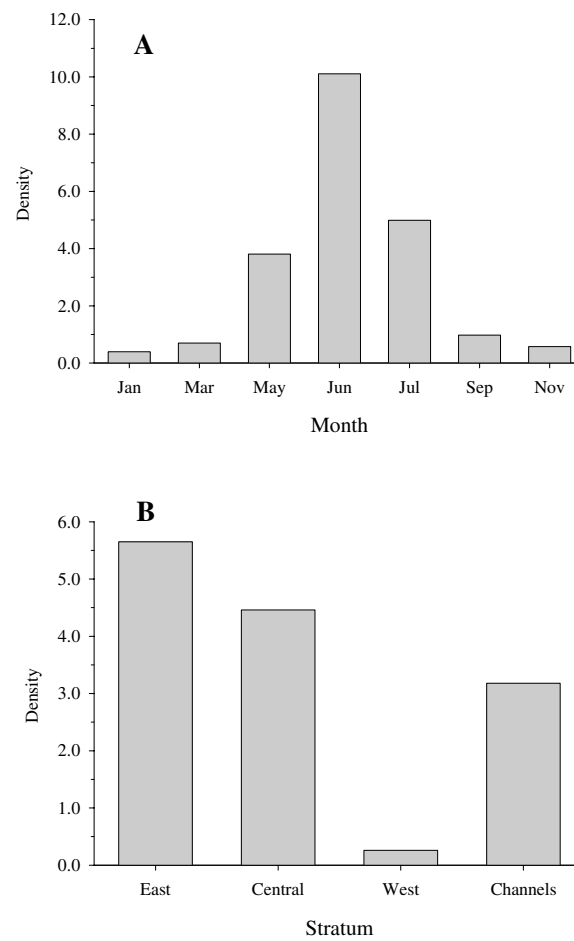 A
12.0
10.0
8.0
6.0
4.0
2.0
0.0
Density
Jan Mar May Jun Jul Sep Nov
Month
B
6.0
5.0
4.0
3.0
2.0
1.0
0.0
Density
East Central West Channels
Stratum